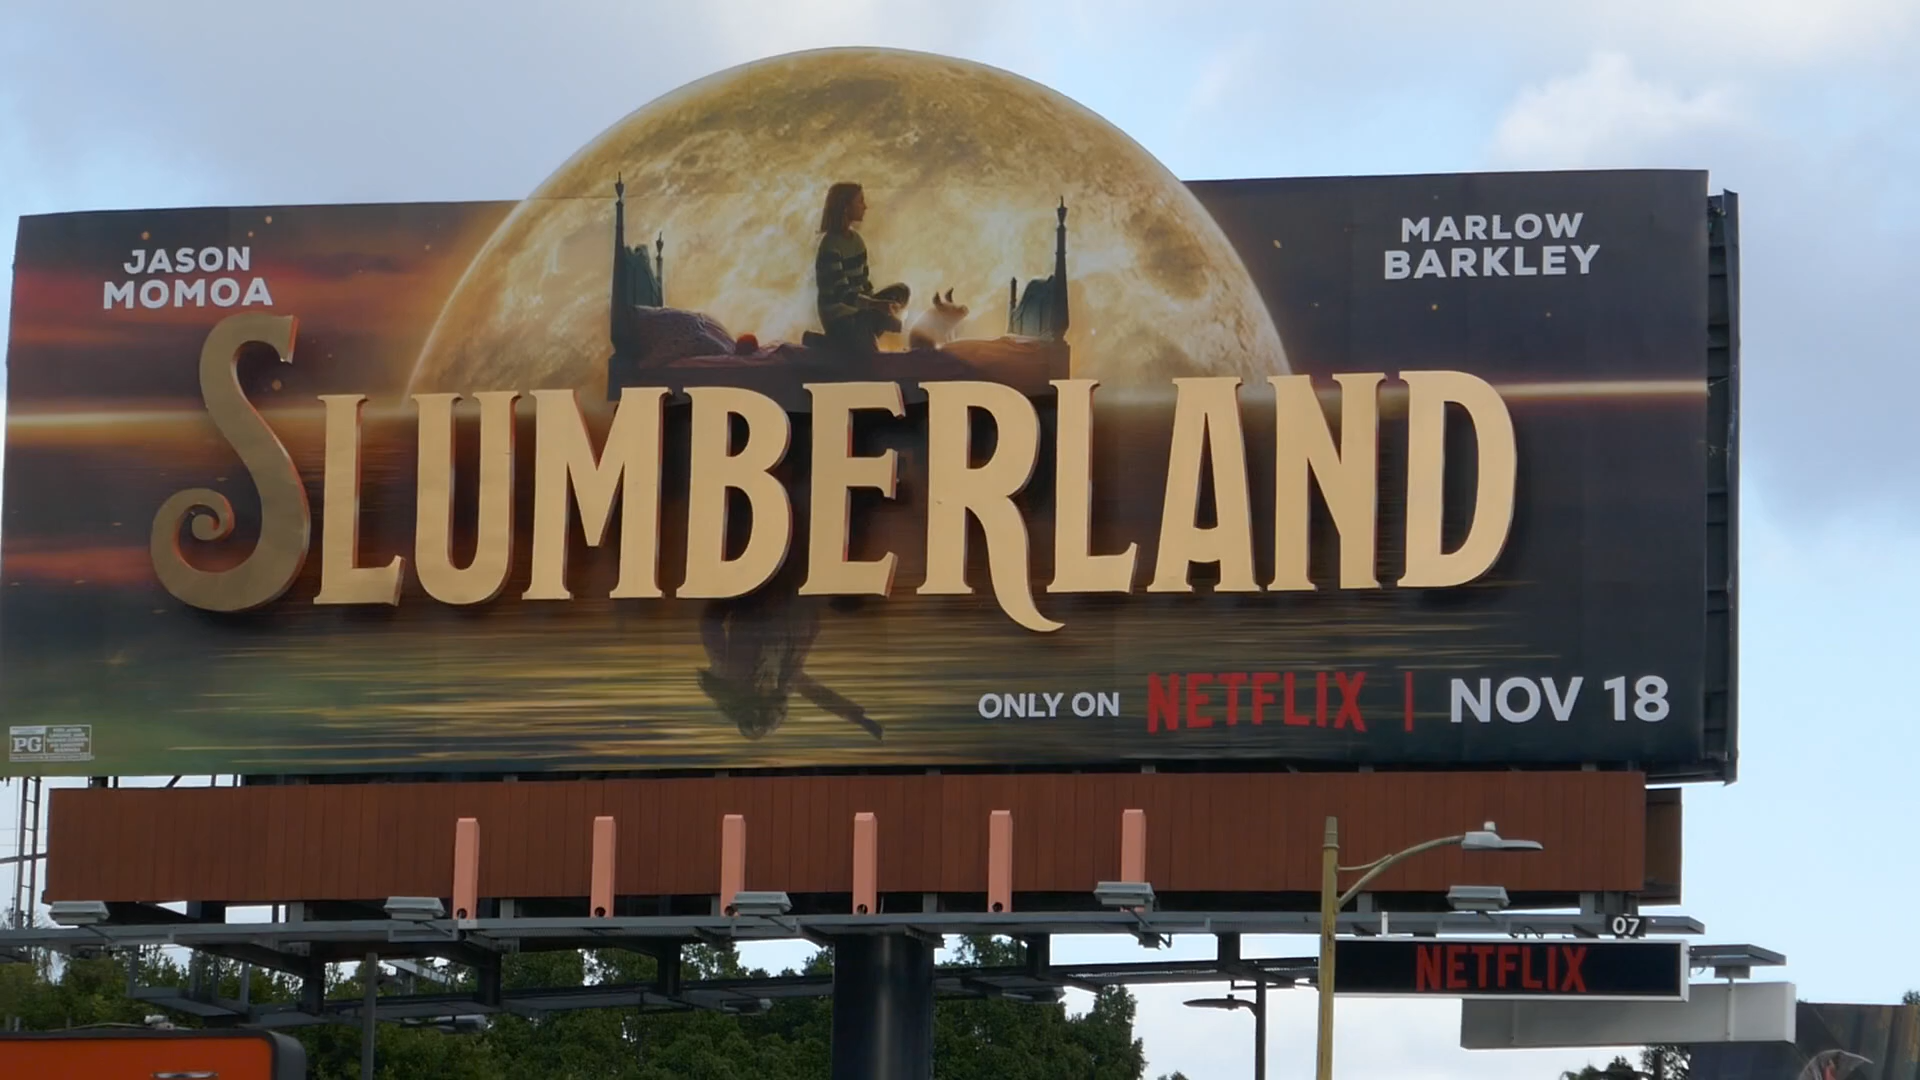 JASON
MOMOA
MARLOW
BARKLEY
SLUMBERLAND
ONLY ON NETFLIX | NOV 18
PG
07
NETFLIX